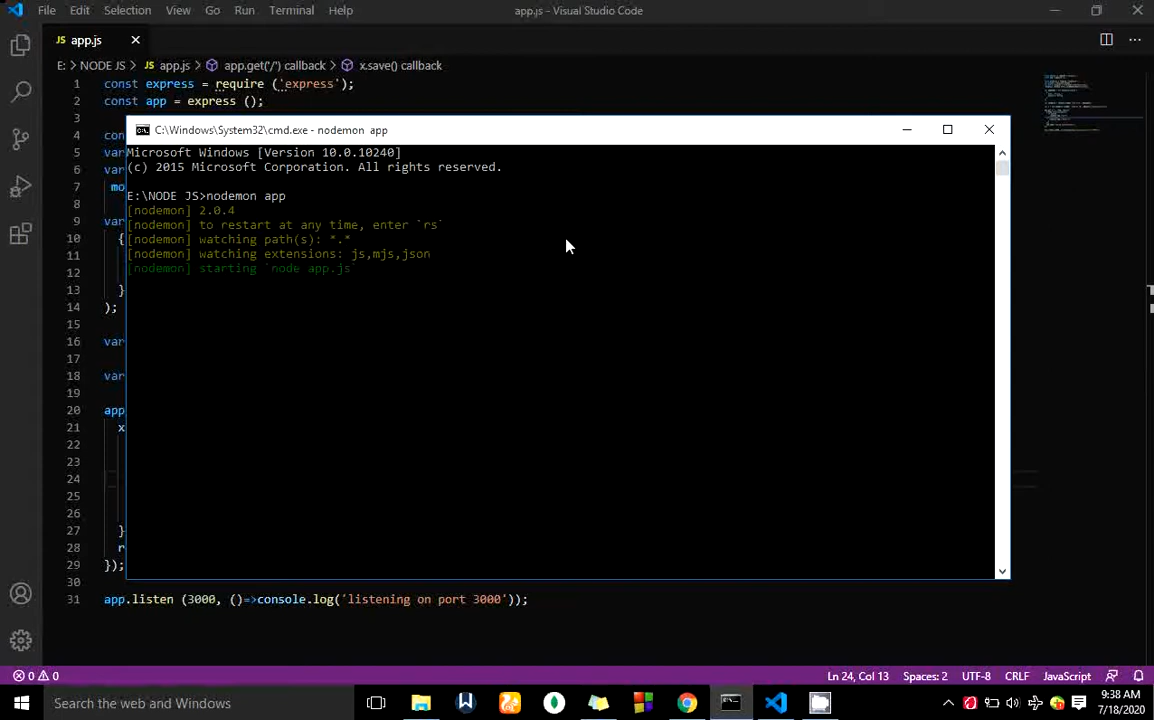 File Edit Selection View Go Run Terminal Help app.js - Visual Studio Code
JS app.js
E: > NODE JS > JS app.js > app.get('/') callback > x.save() callback
1 const express = require ('express');
2 const app = express ();
3
C:\Windows\System32\cmd.exe - nodemon app
4 con
5 var
6 var
7 mo
8
9 var
10 {
11
12
13 }
14 );
15
16 var
17
18 var
19
20 app
21 x
22
23
24
25
26
27 }
28 r
29 });
30
Microsoft Windows [Version 10.0.10240]
(c) 2015 Microsoft Corporation. All rights reserved.
E:\NODE JS>nodemon app
[nodemon] 2.0.4
[nodemon] to restart at any time, enter `rs`
[nodemon] watching path(s): *.*
[nodemon] watching extensions: js,mjs,json
[nodemon] starting `node app.js`
31 app.listen (3000, ()=>console.log('listening on port 3000'));
0 0 Ln 24, Col 13 Spaces: 2 UTF-8 CRLF JavaScript
Search the web and Windows
9:38 AM
7/18/2020